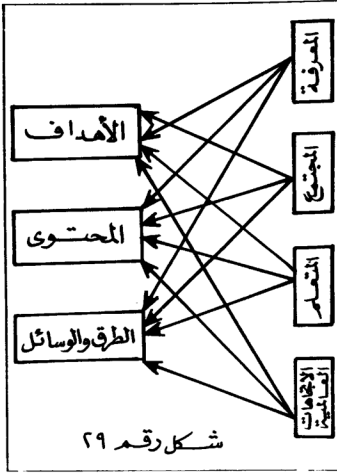 المعرفة
المجتمع
المتعلم
الاتجاهات
العالمية
الأهداف
المحتوى
الطرق والوسائل
شكل رقم ٢٩